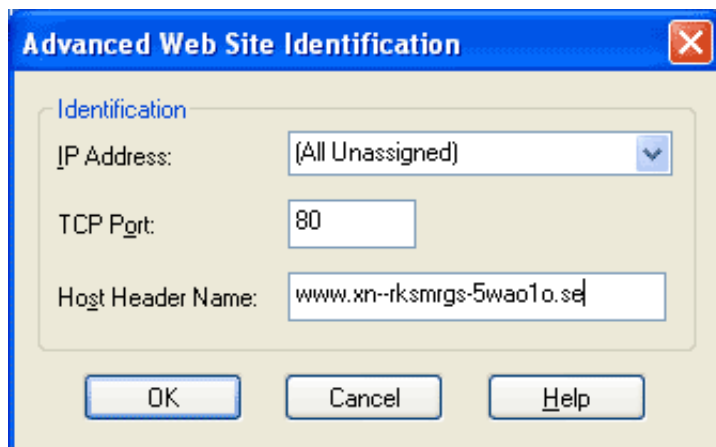 Advanced Web Site Identification
Identification
IP Address: (All Unassigned)
TCP Port: 80
Host Header Name: www.xn--rksmrgs-5wao1o.se
OK Cancel Help